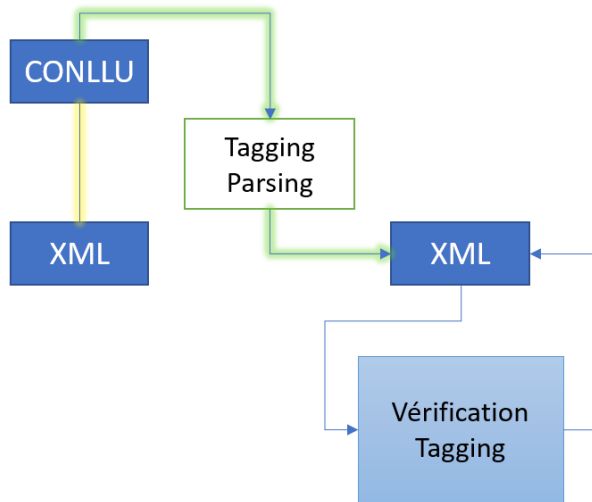 CONLLU
Tagging
Parsing
XML
XML
Vérification
Tagging